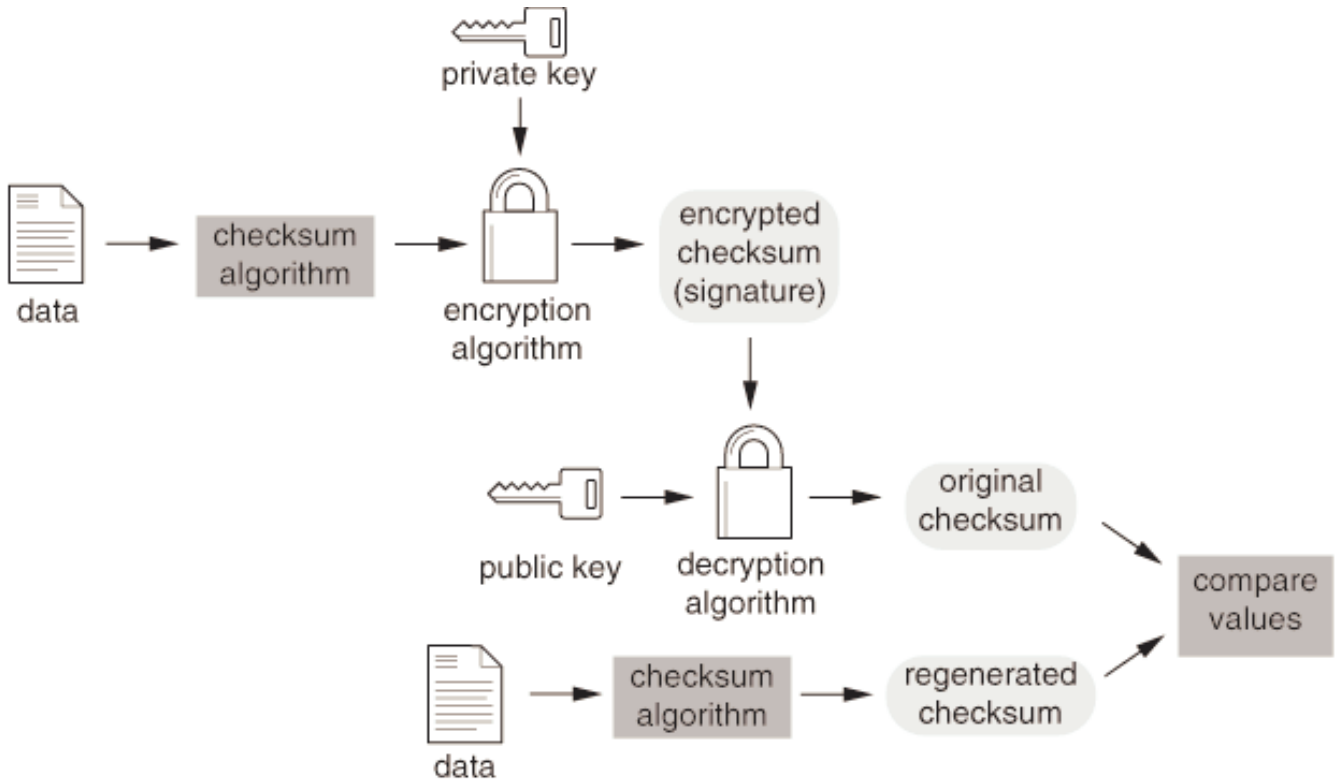 private key
data
checksum
algorithm
encryption
algorithm
encrypted
checksum
(signature)
public key
decryption
algorithm
original
checksum
compare
values
data
checksum
algorithm
regenerated
checksum